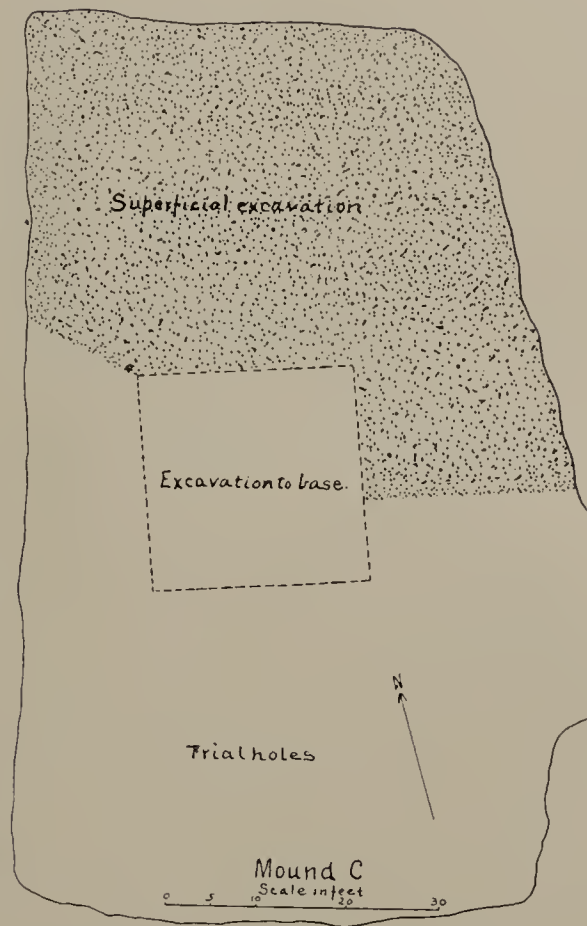 Superficial excavation
Excavation to base.
N
Trial holes
Mound C
Scale in feet
0 5 10 20 30